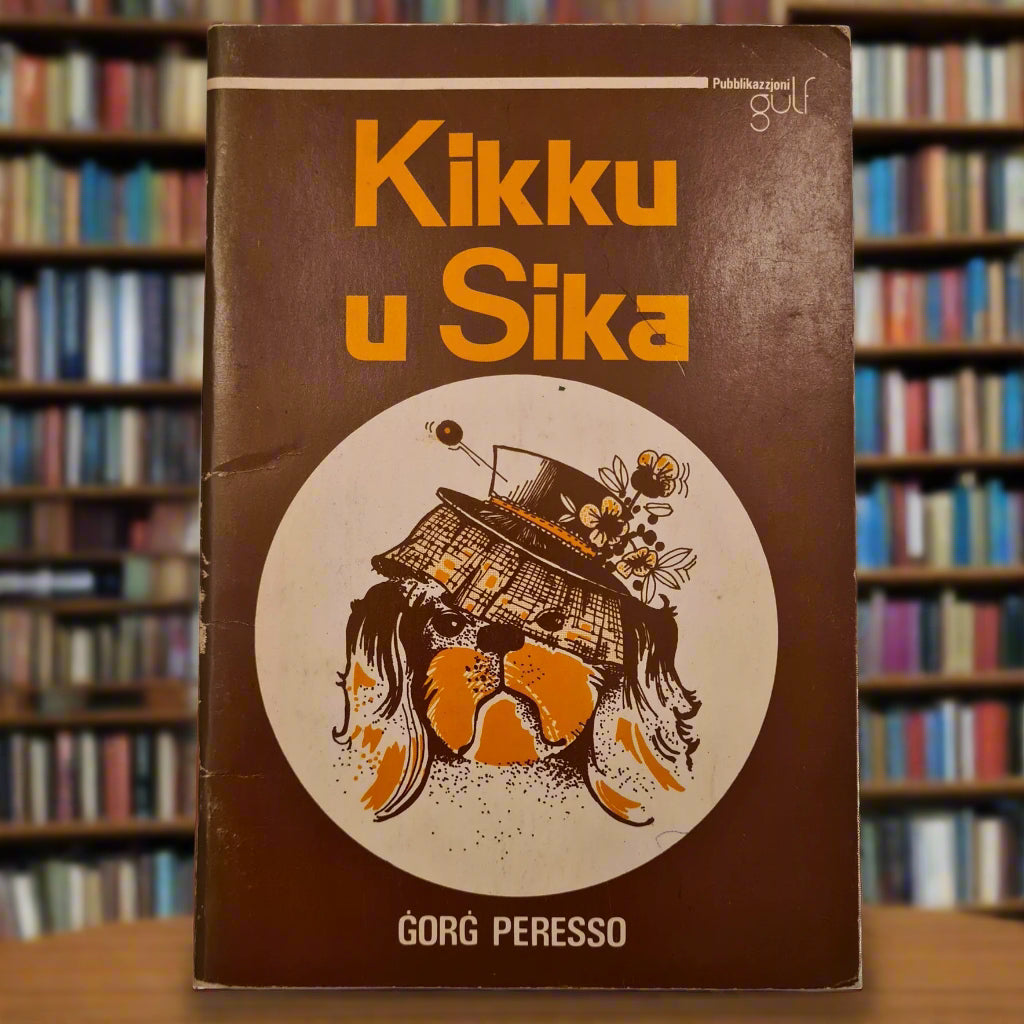 Pubblikazzjoni
gulf
Kikku
u Sika
ĠORĠ PERESSO